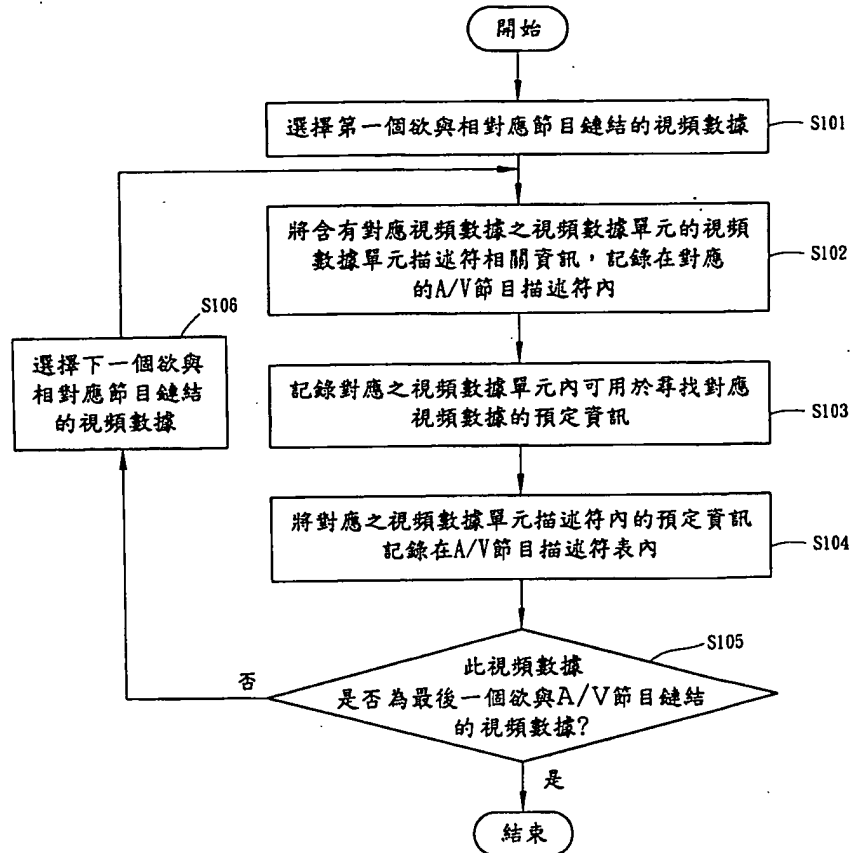 開始
選擇第一個欲與相對應節目鏈結的視頻數據
S101
將含有對應視頻數據之視頻數據單元的視頻
數據單元描述符相關資訊，記錄在對應
的A/V節目描述符內
S102
S106
選擇下一個欲與
相對應節目鏈結
的視頻數據
記錄對應之視頻數據單元內可用於尋找對應
視頻數據的預定資訊
S103
將對應之視頻數據單元描述符內的預定資訊
記錄在A/V節目描述符表內
S104
S105
此視頻數據
是否為最後一個欲與A/V節目鏈結
的視頻數據?
否
是
結束